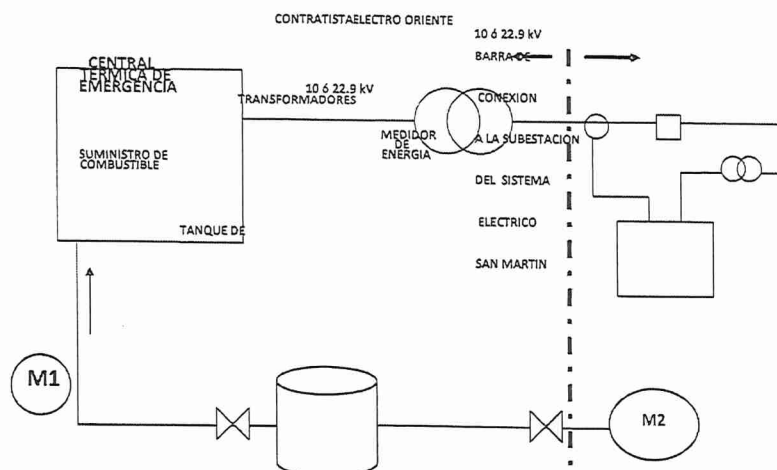 CONTRATISTAELECTRO ORIENTE
10 ó 22.9 kV
BARRA DE
CENTRAL
TERMICA DE
EMERGENCIA
10 ó 22.9 kV
TRANSFORMADORES
CONEXION
MEDIDOR
DE
ENERGIA
A LA SUBESTACION
SUMINISTRO DE
COMBUSTIBLE
DEL SISTEMA
TANQUE DE
ELECTRICO
SAN MARTIN
M1
M2